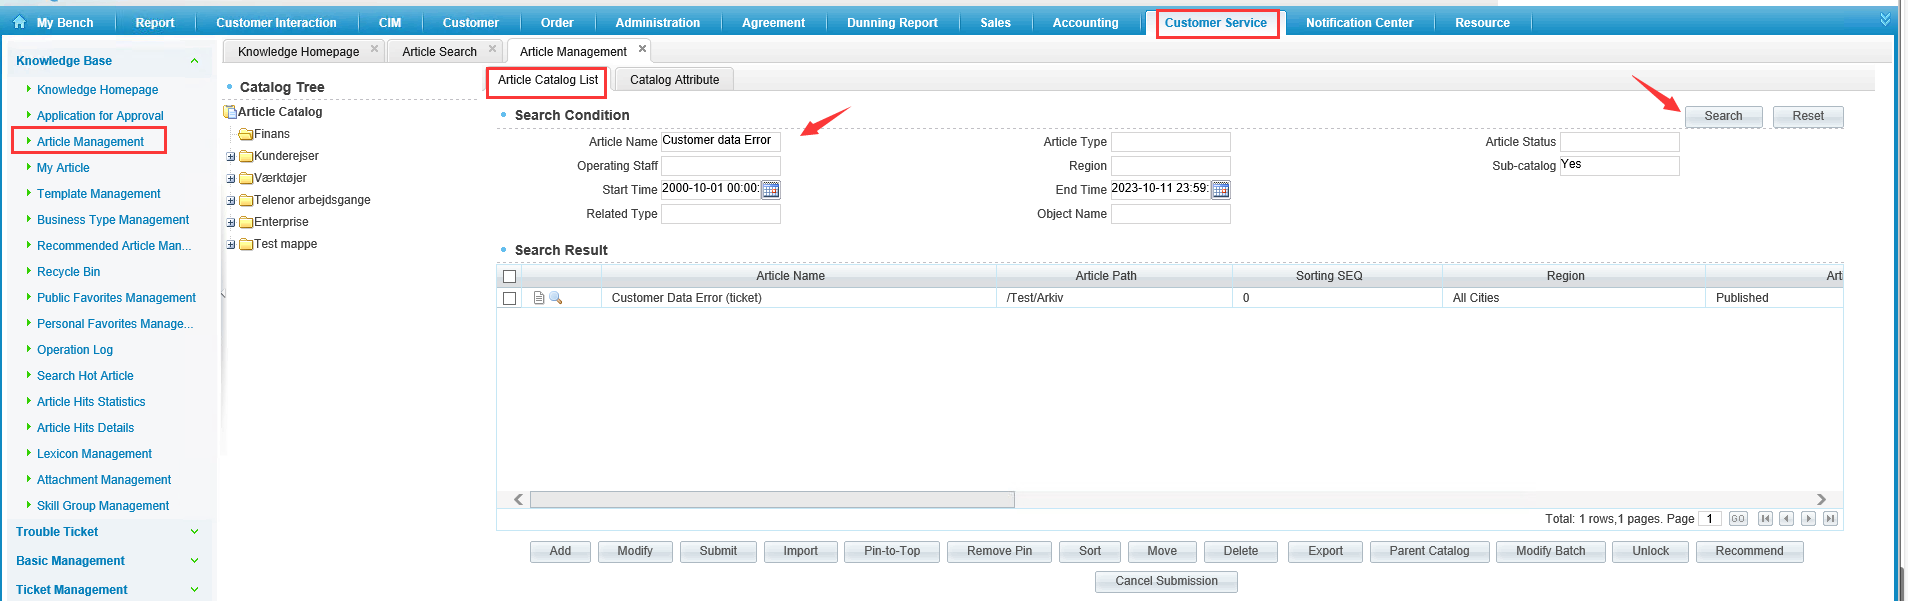 My Bench Report Customer Interaction CIM Customer Order Administration Agreement Dunning Report Sales Accounting Customer Service Notification Center Resource
Knowledge Homepage Article Search Article Management
Knowledge Base
Knowledge Homepage
Application for Approval
Article Management
My Article
Template Management
Business Type Management
Recommended Article Man...
Recycle Bin
Public Favorites Management
Personal Favorites Manage...
Operation Log
Search Hot Article
Article Hits Statistics
Article Hits Details
Lexicon Management
Attachment Management
Skill Group Management
Trouble Ticket
Basic Management
Ticket Management
Catalog Tree
Article Catalog
Finans
Kunderejser
Værktøjer
Telenor arbejdsgange
Enterprise
Test mappe
Article Catalog List Catalog Attribute
Search Condition Search Reset
Article Name Customer data Error Article Type Article Status
Operating Staff Region Sub-catalog Yes
Start Time 2000-10-01 00:00: End Time 2023-10-11 23:59:
Related Type Object Name
Search Result
Article Name Article Path Sorting SEQ Region Arti
Customer Data Error (ticket) /Test/Arkiv 0 All Cities Published
Total: 1 rows,1 pages. Page 1 GO
Add Modify Submit Import Pin-to-Top Remove Pin Sort Move Delete Export Parent Catalog Modify Batch Unlock Recommend
Cancel Submission